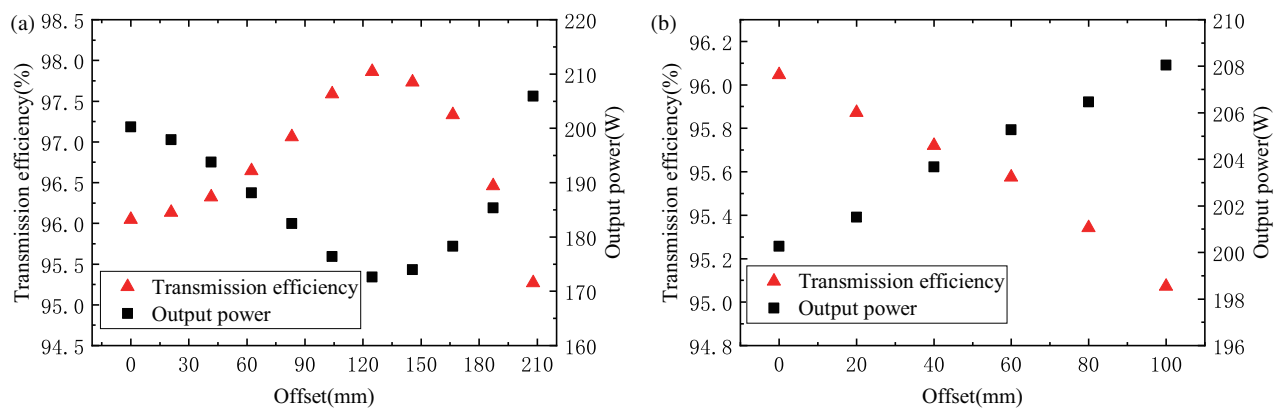 (a)
98.5
98.0
97.5
97.0
96.5
96.0
95.5
95.0
94.5
Transmission efficiency(%)
220
210
200
190
180
170
160
Output power(W)
0 30 60 90 120 150 180 210
Offset(mm)
Transmission efficiency
Output power
(b)
96.2
96.0
95.8
95.6
95.4
95.2
95.0
94.8
Transmission efficiency(%)
210
208
206
204
202
200
198
196
Output power(W)
0 20 40 60 80 100
Offset(mm)
Transmission efficiency
Output power